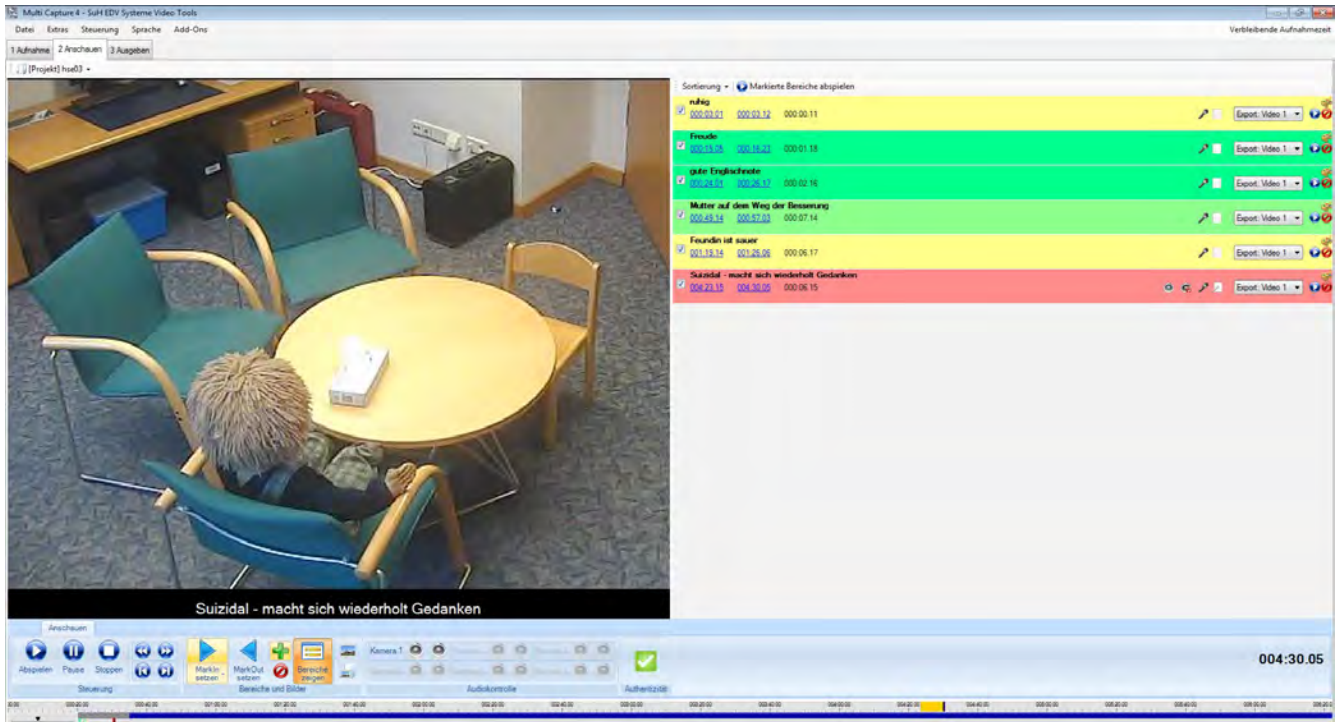 Multi Capture 4 - SuH EDV Systeme Video Tools
Datei Extras Steuerung Sprache Add-Ons
Verbleibende Aufnahmezeit
1 Aufnahme 2 Anschauen 3 Ausgeben
[Projekt] hse03
Sortierung Markierte Bereiche abspielen
ruhig
000:03.01 000:03.12 000:00.11 Export: Video 1
Freude
000:15.05 000:16.23 000:01.18 Export: Video 1
gute Englischnote
000:24.01 000:26.17 000:02.16 Export: Video 1
Mutter auf dem Weg der Besserung
000:49.14 000:57.03 000:07.14 Export: Video 1
Feundin ist sauer
001:19.14 001:26.06 000:06.17 Export: Video 1
Suizidal - macht sich wiederholt Gedanken
004:23.15 004:30.05 000:06.15 Export: Video 1
Suizidal - macht sich wiederholt Gedanken
Anschauen
Abspielen Pause Stoppen
MarkIn setzen
MarkOut setzen
Bereiche zeigen
Kamera 1
004:30.05
Steuerung Bereiche und Bilder Audiokontrolle Authentizität